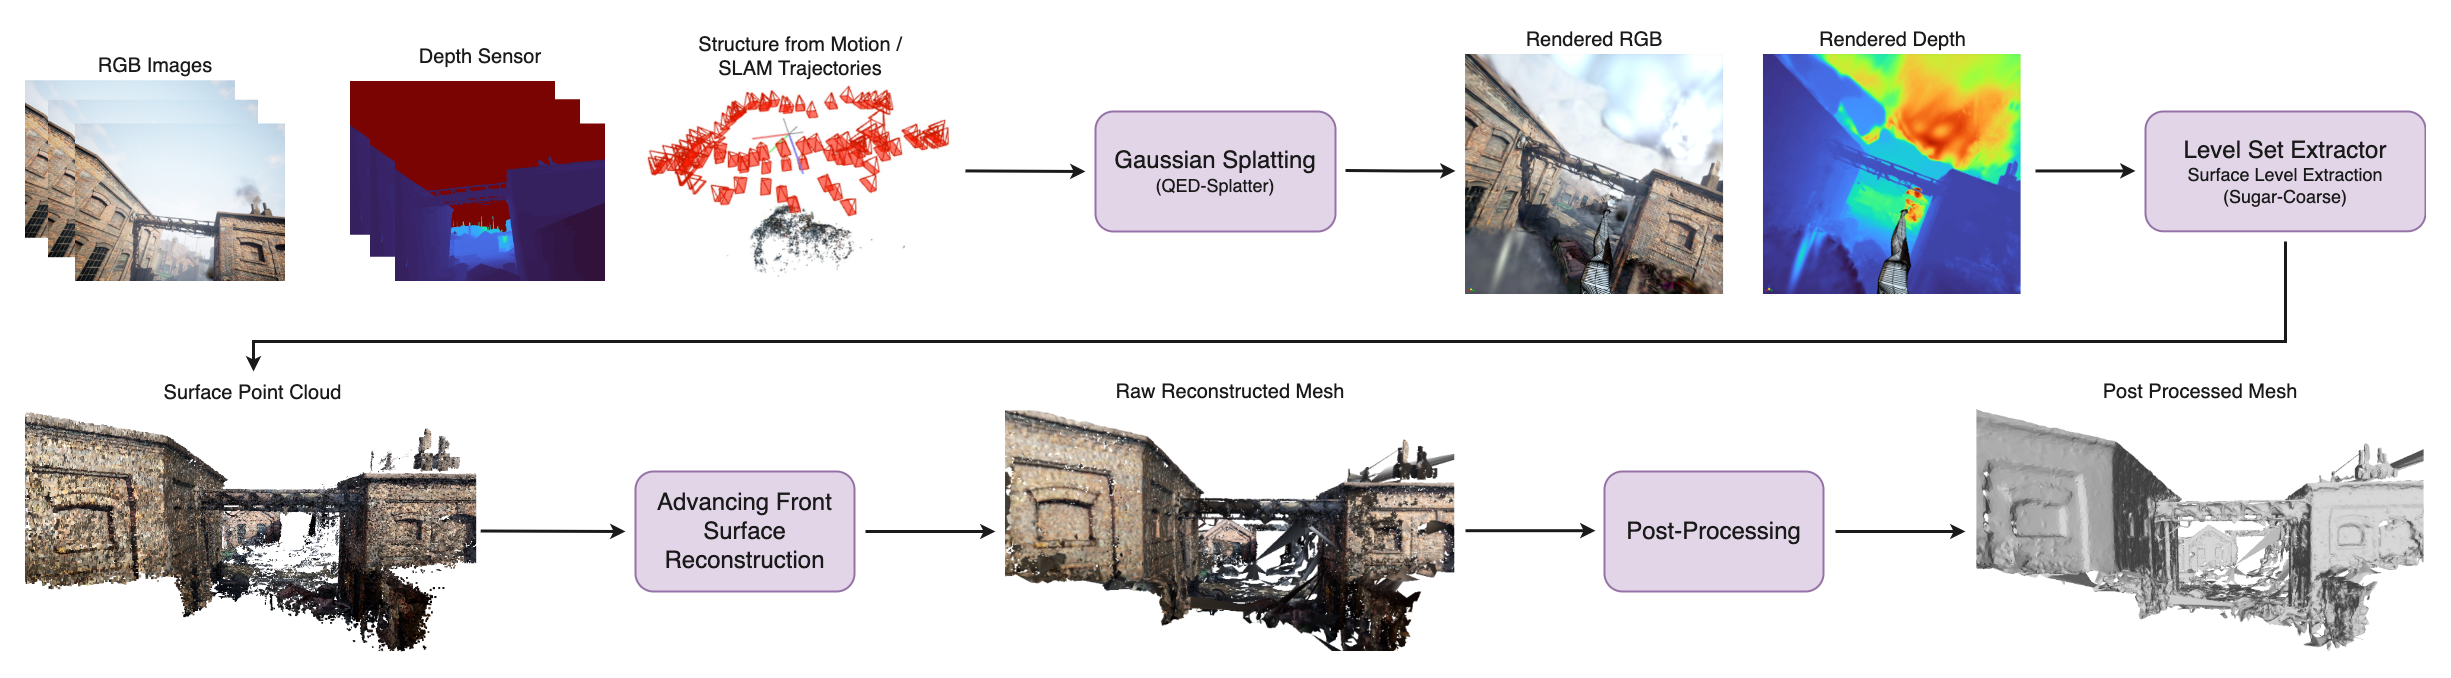 RGB Images
Depth Sensor
Structure from Motion /
SLAM Trajectories
Gaussian Splatting
(QED-Splatter)
Rendered RGB
Rendered Depth
Level Set Extractor
Surface Level Extraction
(Sugar-Coarse)
Surface Point Cloud
Advancing Front
Surface
Reconstruction
Raw Reconstructed Mesh
Post-Processing
Post Processed Mesh